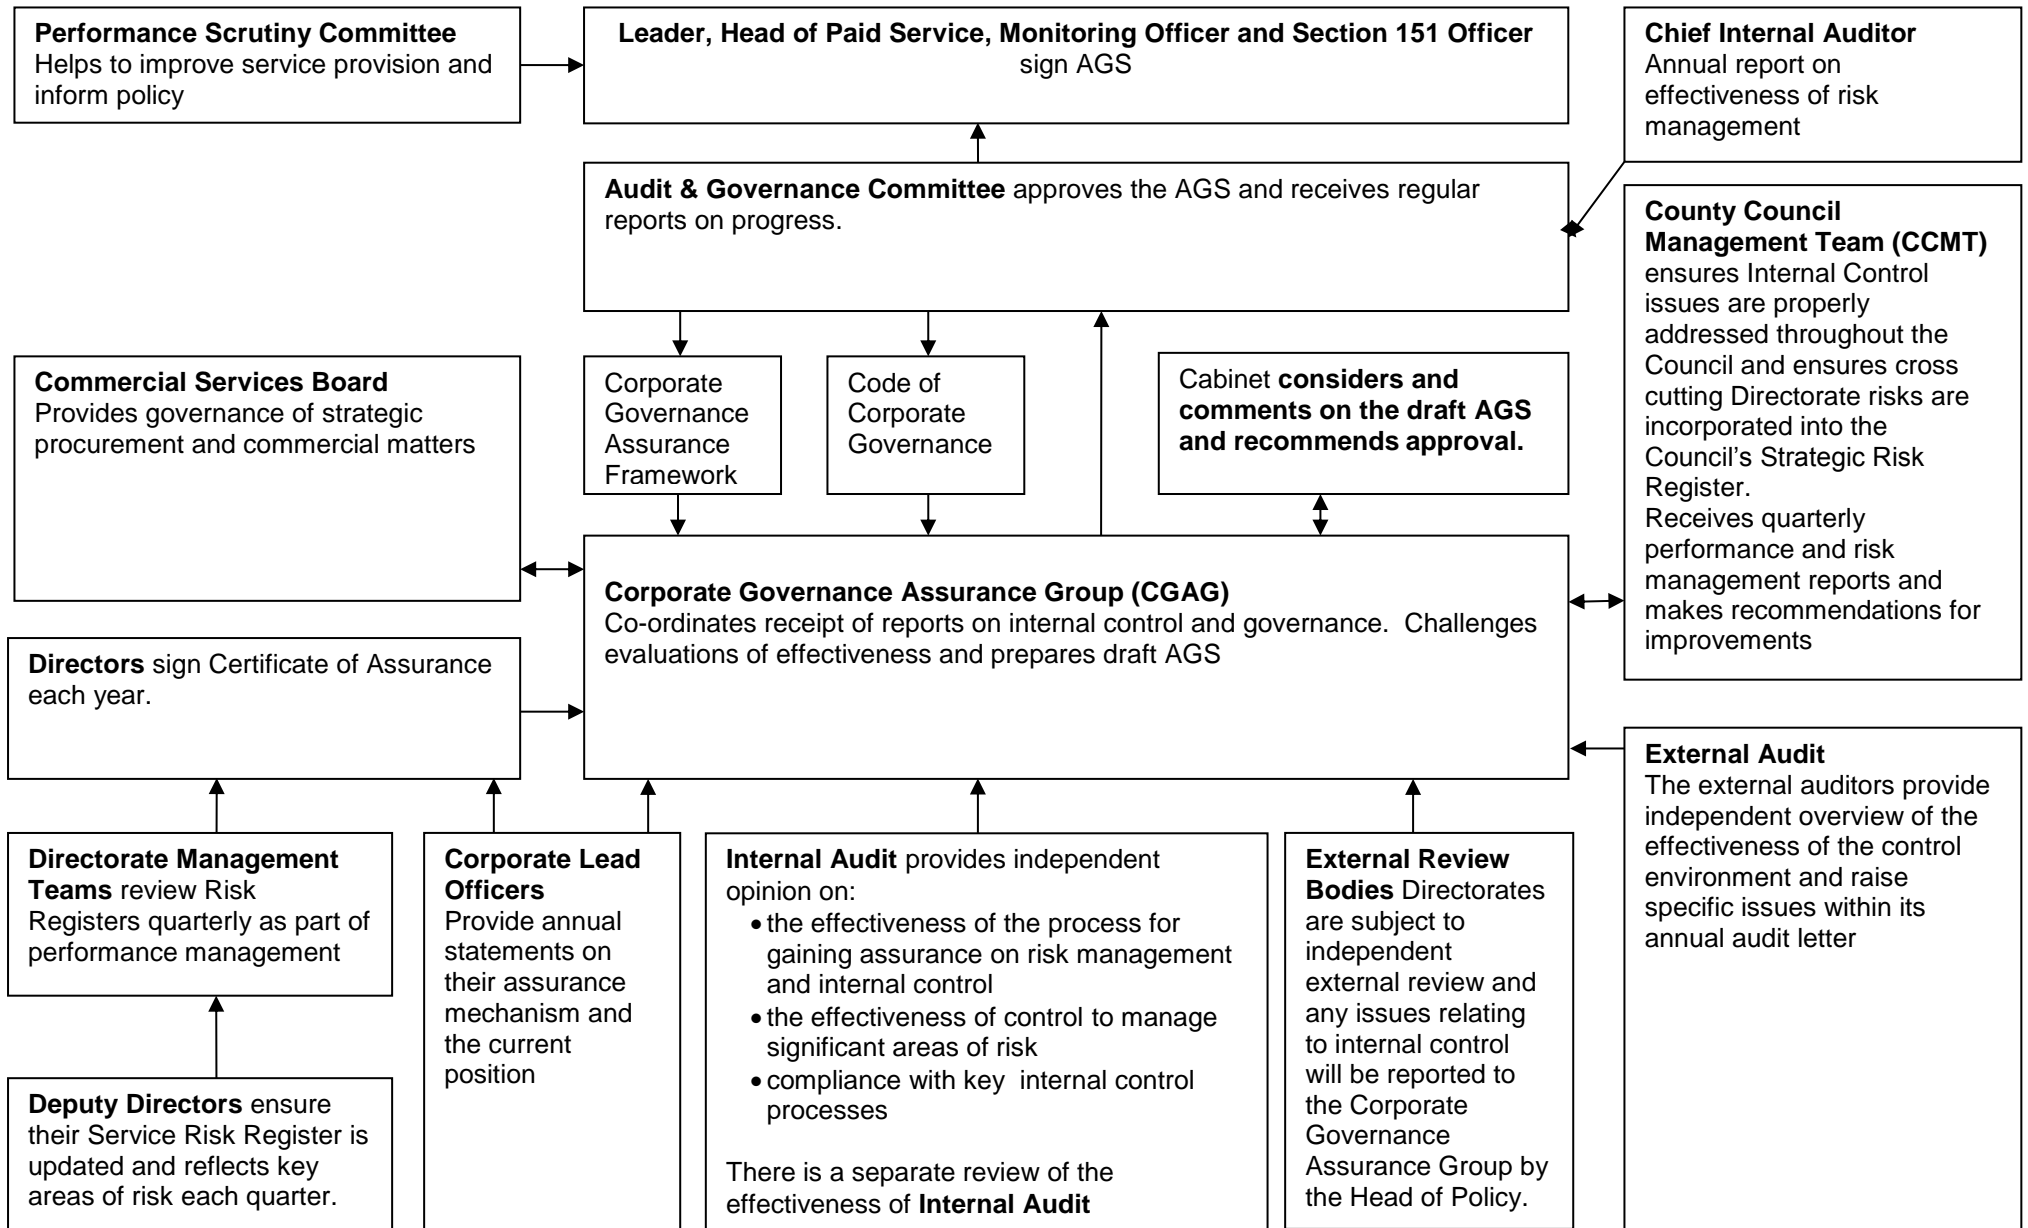 Performance Scrutiny Committee
Helps to improve service provision and
inform policy
Leader, Head of Paid Service, Monitoring Officer and Section 151 Officer
sign AGS
Chief Internal Auditor
Annual report on
effectiveness of risk
management
Audit & Governance Committee approves the AGS and receives regular
reports on progress.
County Council
Management Team (CCMT)
ensures Internal Control
issues are properly
addressed throughout the
Council and ensures cross
cutting Directorate risks are
incorporated into the
Council’s Strategic Risk
Register.
Receives quarterly
performance and risk
management reports and
makes recommendations for
improvements
Commercial Services Board
Provides governance of strategic
procurement and commercial matters
Corporate
Governance
Assurance
Framework
Code of
Corporate
Governance
Cabinet considers and
comments on the draft AGS
and recommends approval.
Corporate Governance Assurance Group (CGAG)
Co-ordinates receipt of reports on internal control and governance.  Challenges
evaluations of effectiveness and prepares draft AGS
Directors sign Certificate of Assurance
each year.
External Audit
The external auditors provide
independent overview of the
effectiveness of the control
environment and raise
specific issues within its
annual audit letter
Directorate Management
Teams review Risk
Registers quarterly as part of
performance management
Corporate Lead
Officers
Provide annual
statements on
their assurance
mechanism and
the current
position
Internal Audit provides independent
opinion on:
• the effectiveness of the process for
gaining assurance on risk management
and internal control
• the effectiveness of control to manage
significant areas of risk
• compliance with key  internal control
processes
There is a separate review of the
effectiveness of Internal Audit
External Review
Bodies Directorates
are subject to
independent
external review and
any issues relating
to internal control
will be reported to
the Corporate
Governance
Assurance Group by
the Head of Policy.
Deputy Directors ensure
their Service Risk Register is
updated and reflects key
areas of risk each quarter.